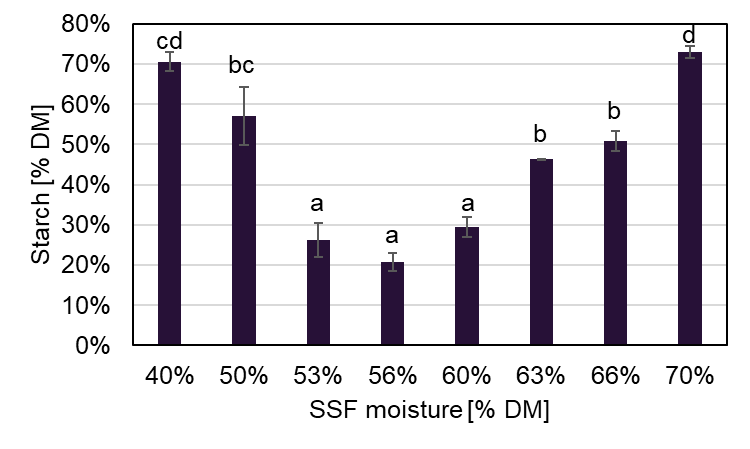 80%
70%
60%
50%
40%
30%
20%
10%
0%
Starch [% DM]
cd
bc
a
a
a
b
b
d
40% 50% 53% 56% 60% 63% 66% 70%
SSF moisture [% DM]